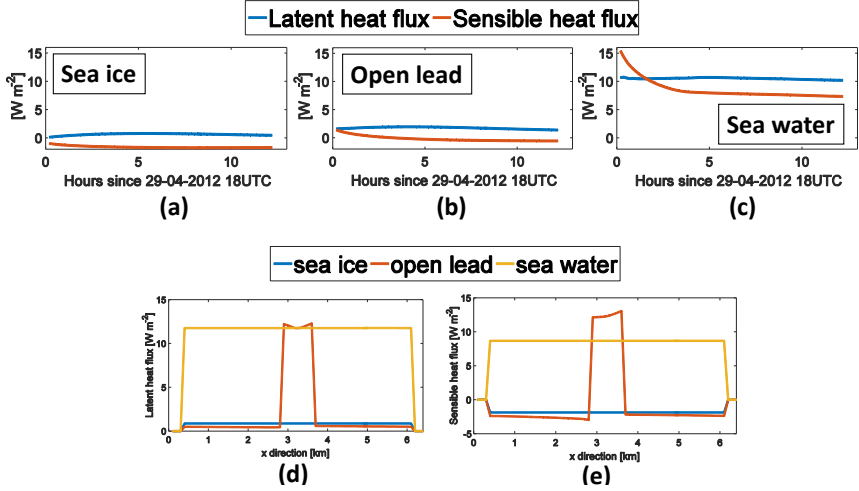 Latent heat flux Sensible heat flux
[W m-2]
15
10
5
0
Sea ice
0 5 10
Hours since 29-04-2012 18UTC
(a)
[W m-2]
15
10
5
0
Open lead
0 5 10
Hours since 29-04-2012 18UTC
(b)
[W m-2]
15
10
5
0
Sea water
0 5 10
Hours since 29-04-2012 18UTC
(c)
sea ice open lead sea water
Latent heat flux [W m-2]
15
10
5
0
0 1 2 3 4 5 6
x direction [km]
(d)
Sensible heat flux [W m-2]
15
10
5
0
-5
0 1 2 3 4 5 6
x direction [km]
(e)